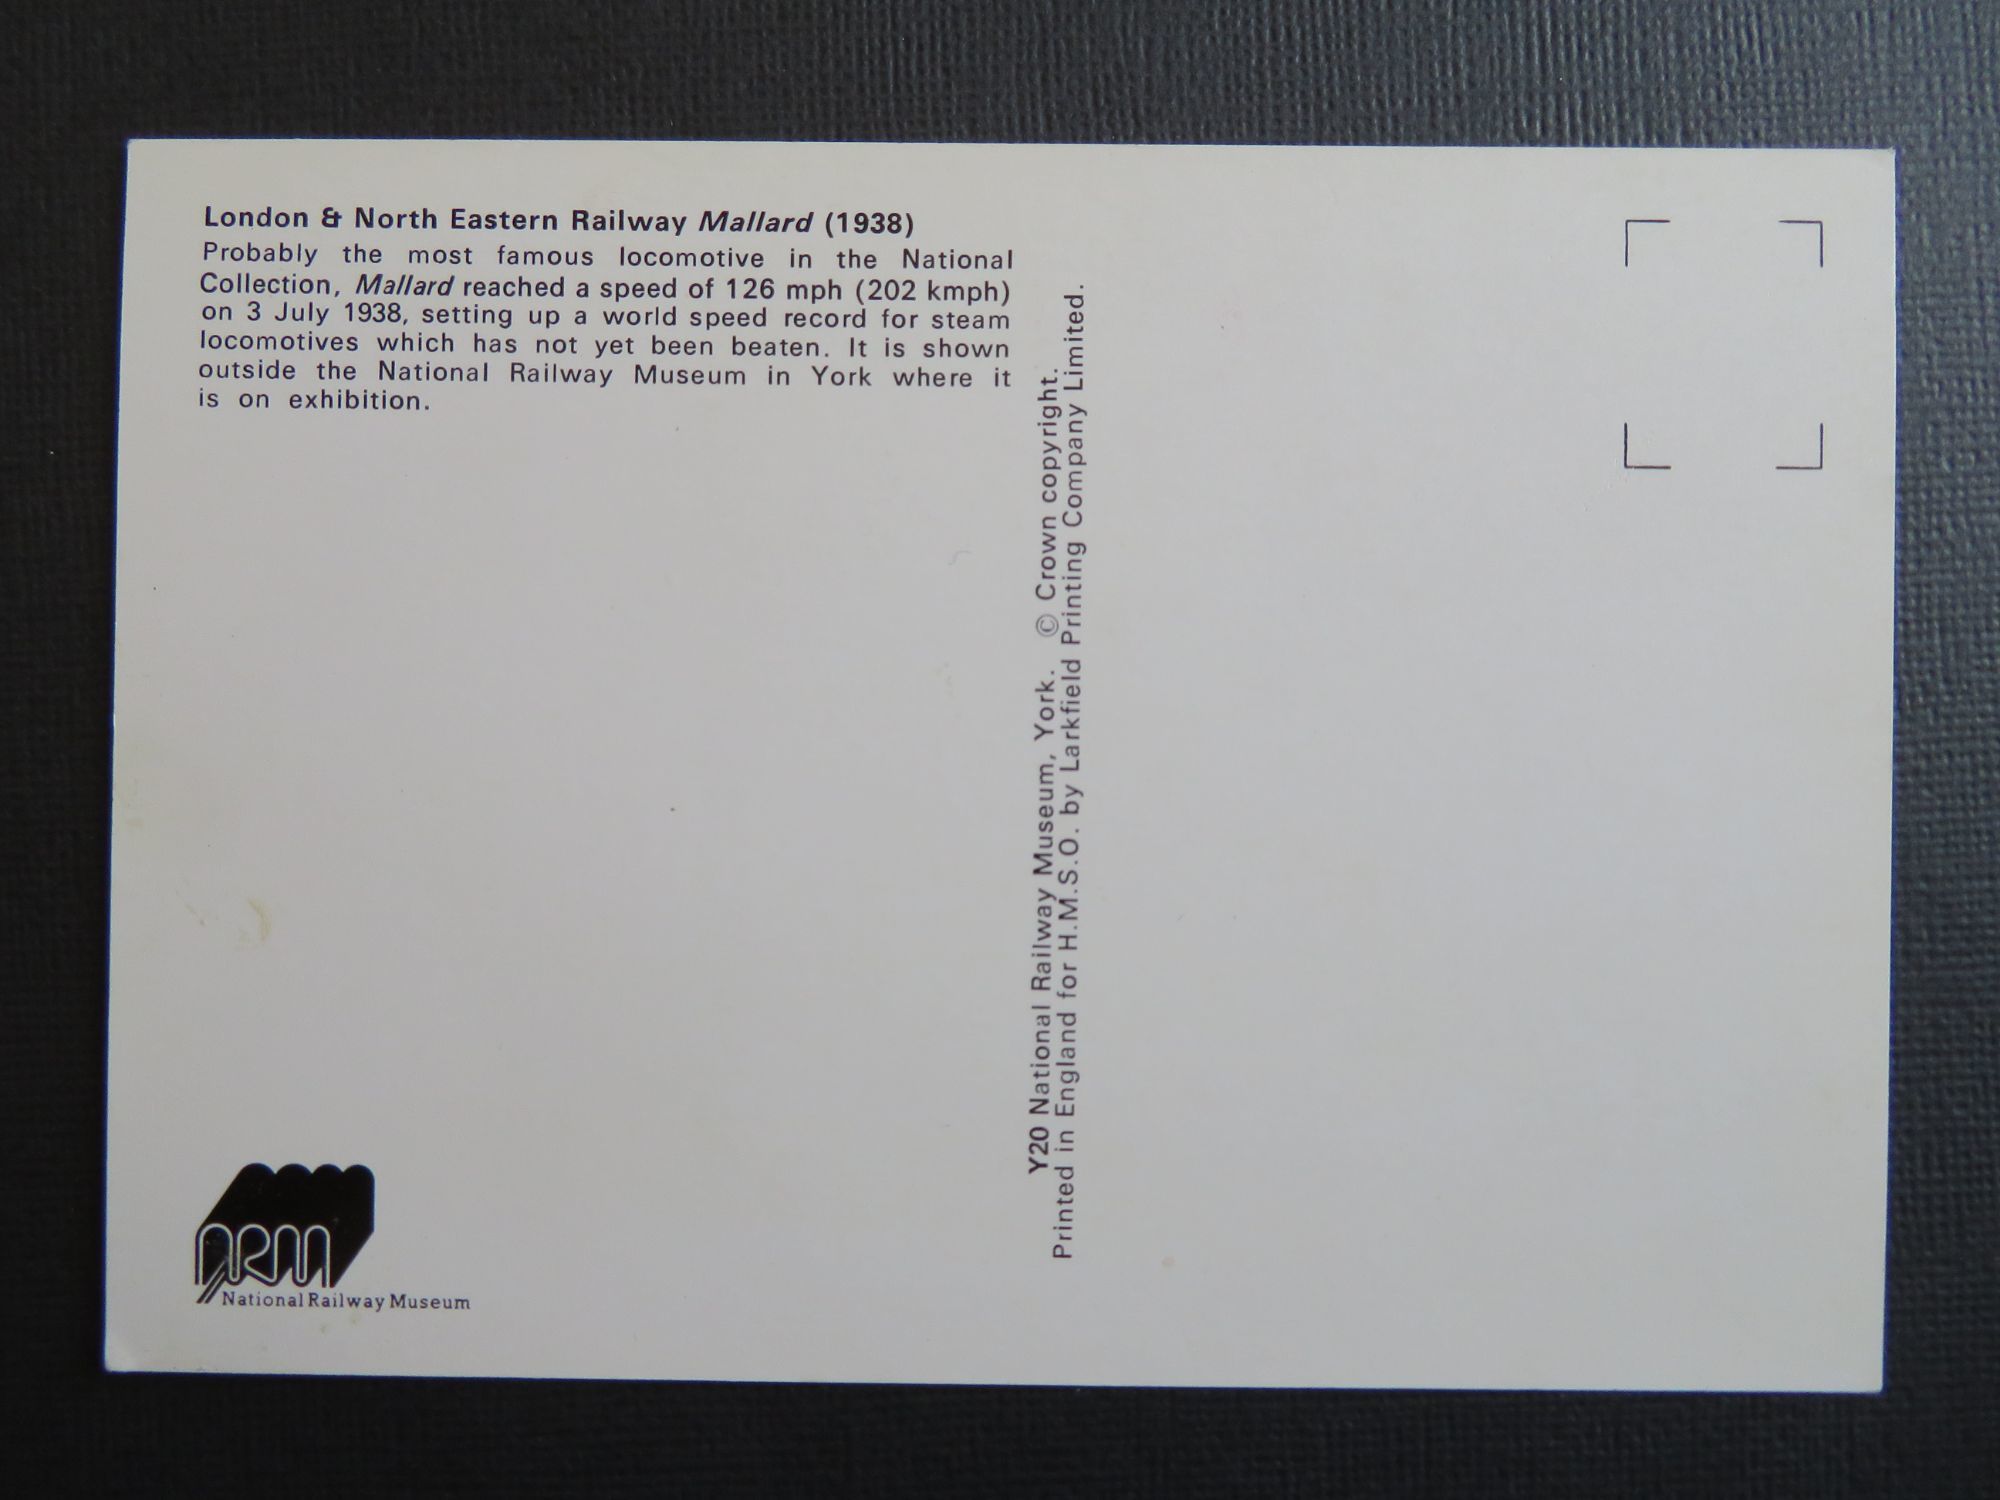 London & North Eastern Railway Mallard (1938)
Probably the most famous locomotive in the National
Collection, Mallard reached a speed of 126 mph (202 kmph)
on 3 July 1938, setting up a world speed record for steam
locomotives which has not yet been beaten. It is shown
outside the National Railway Museum in York where it
is on exhibition.
Y20 National Railway Museum, York. © Crown copyright.
Printed in England for H.M.S.O. by Larkfield Printing Company Limited.
NRM
National Railway Museum